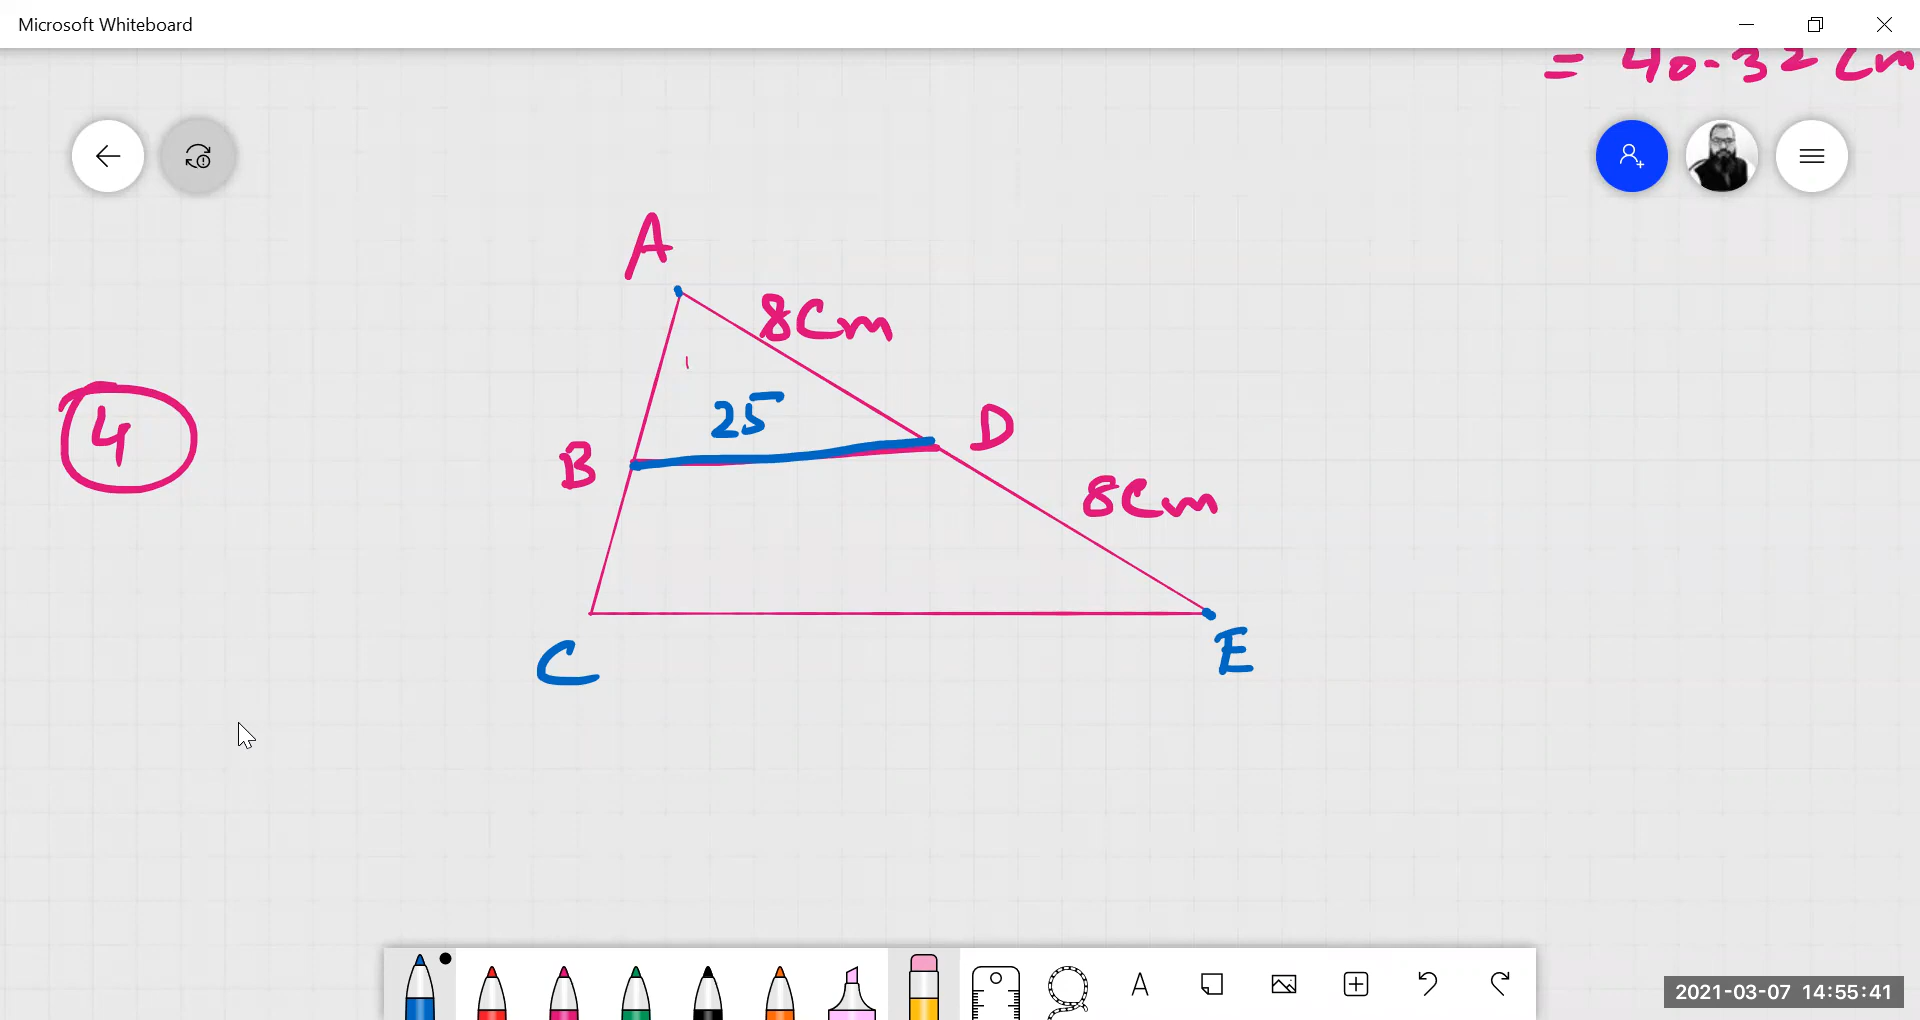 Microsoft Whiteboard
= 40.32 Cm
A
8Cm
25
4
B
D
8Cm
C
E
2021-03-07 14:55:41